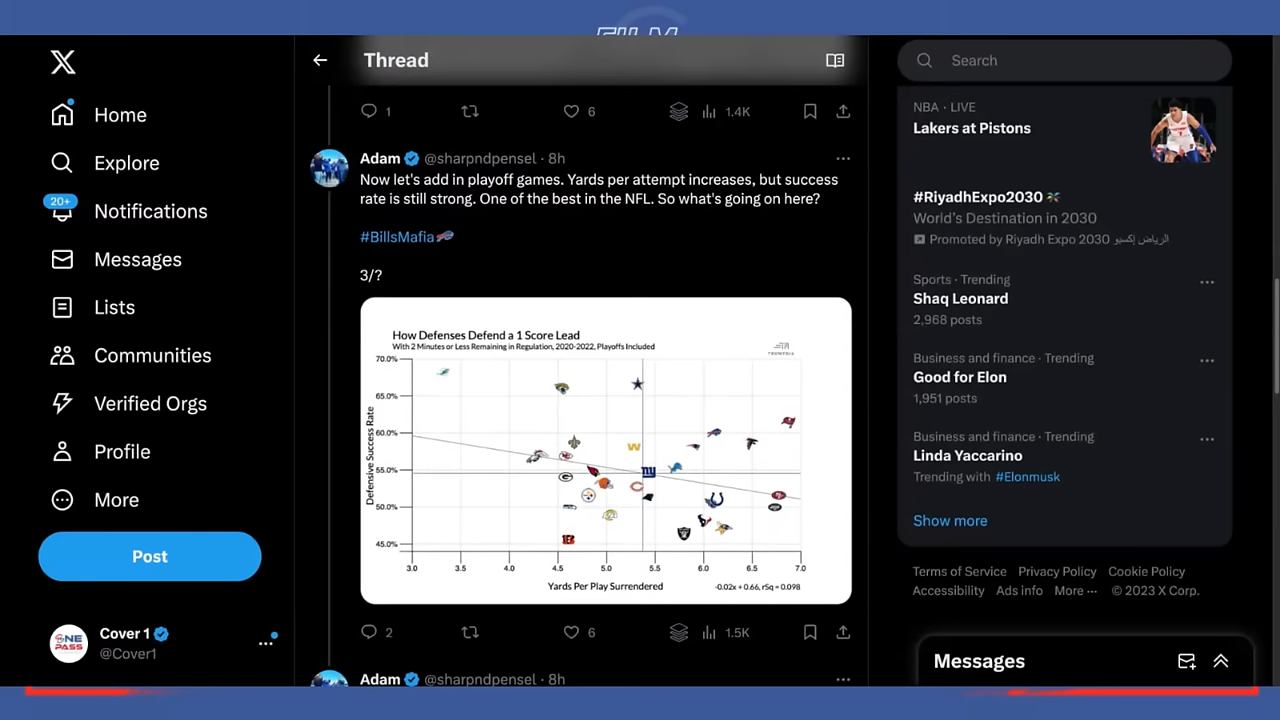 FILM
Home
Explore
20+
Notifications
Messages
Lists
Communities
Verified Orgs
Profile
More
Post
Cover 1
@Cover1
Thread
1
6
1.4K
Adam @sharpndpensel · 8h
Now let's add in playoff games. Yards per attempt increases, but success
rate is still strong. One of the best in the NFL. So what's going on here?
#BillsMafia
3/?
How Defenses Defend a 1 Score Lead
With 2 Minutes or Less Remaining in Regulation, 2020-2022, Playoffs Included
Defensive Success Rate
70.0%
65.0%
60.0%
55.0%
50.0%
45.0%
3.0
3.5
4.0
4.5
5.0
5.5
6.0
6.5
7.0
Yards Per Play Surrendered
-0.02x + 0.66, rSq = 0.098
2
6
1.5K
Adam @sharpndpensel · 8h
Search
NBA · LIVE
Lakers at Pistons
#RiyadhExpo2030
World's Destination in 2030
Promoted by Riyadh Expo 2030 الرياض إكسبو
Sports · Trending
Shaq Leonard
2,968 posts
Business and finance · Trending
Good for Elon
1,951 posts
Business and finance · Trending
Linda Yaccarino
Trending with #Elonmusk
Show more
Terms of Service Privacy Policy Cookie Policy
Accessibility Ads info More ··· © 2023 X Corp.
Messages